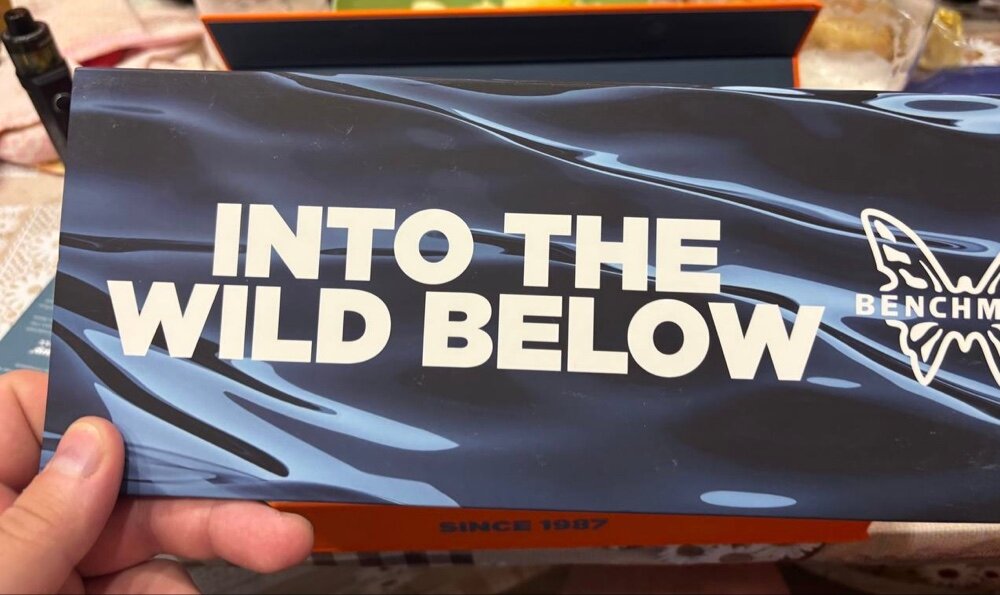 INTO THE
WILD BELOW
BENCHM
SINCE 1987